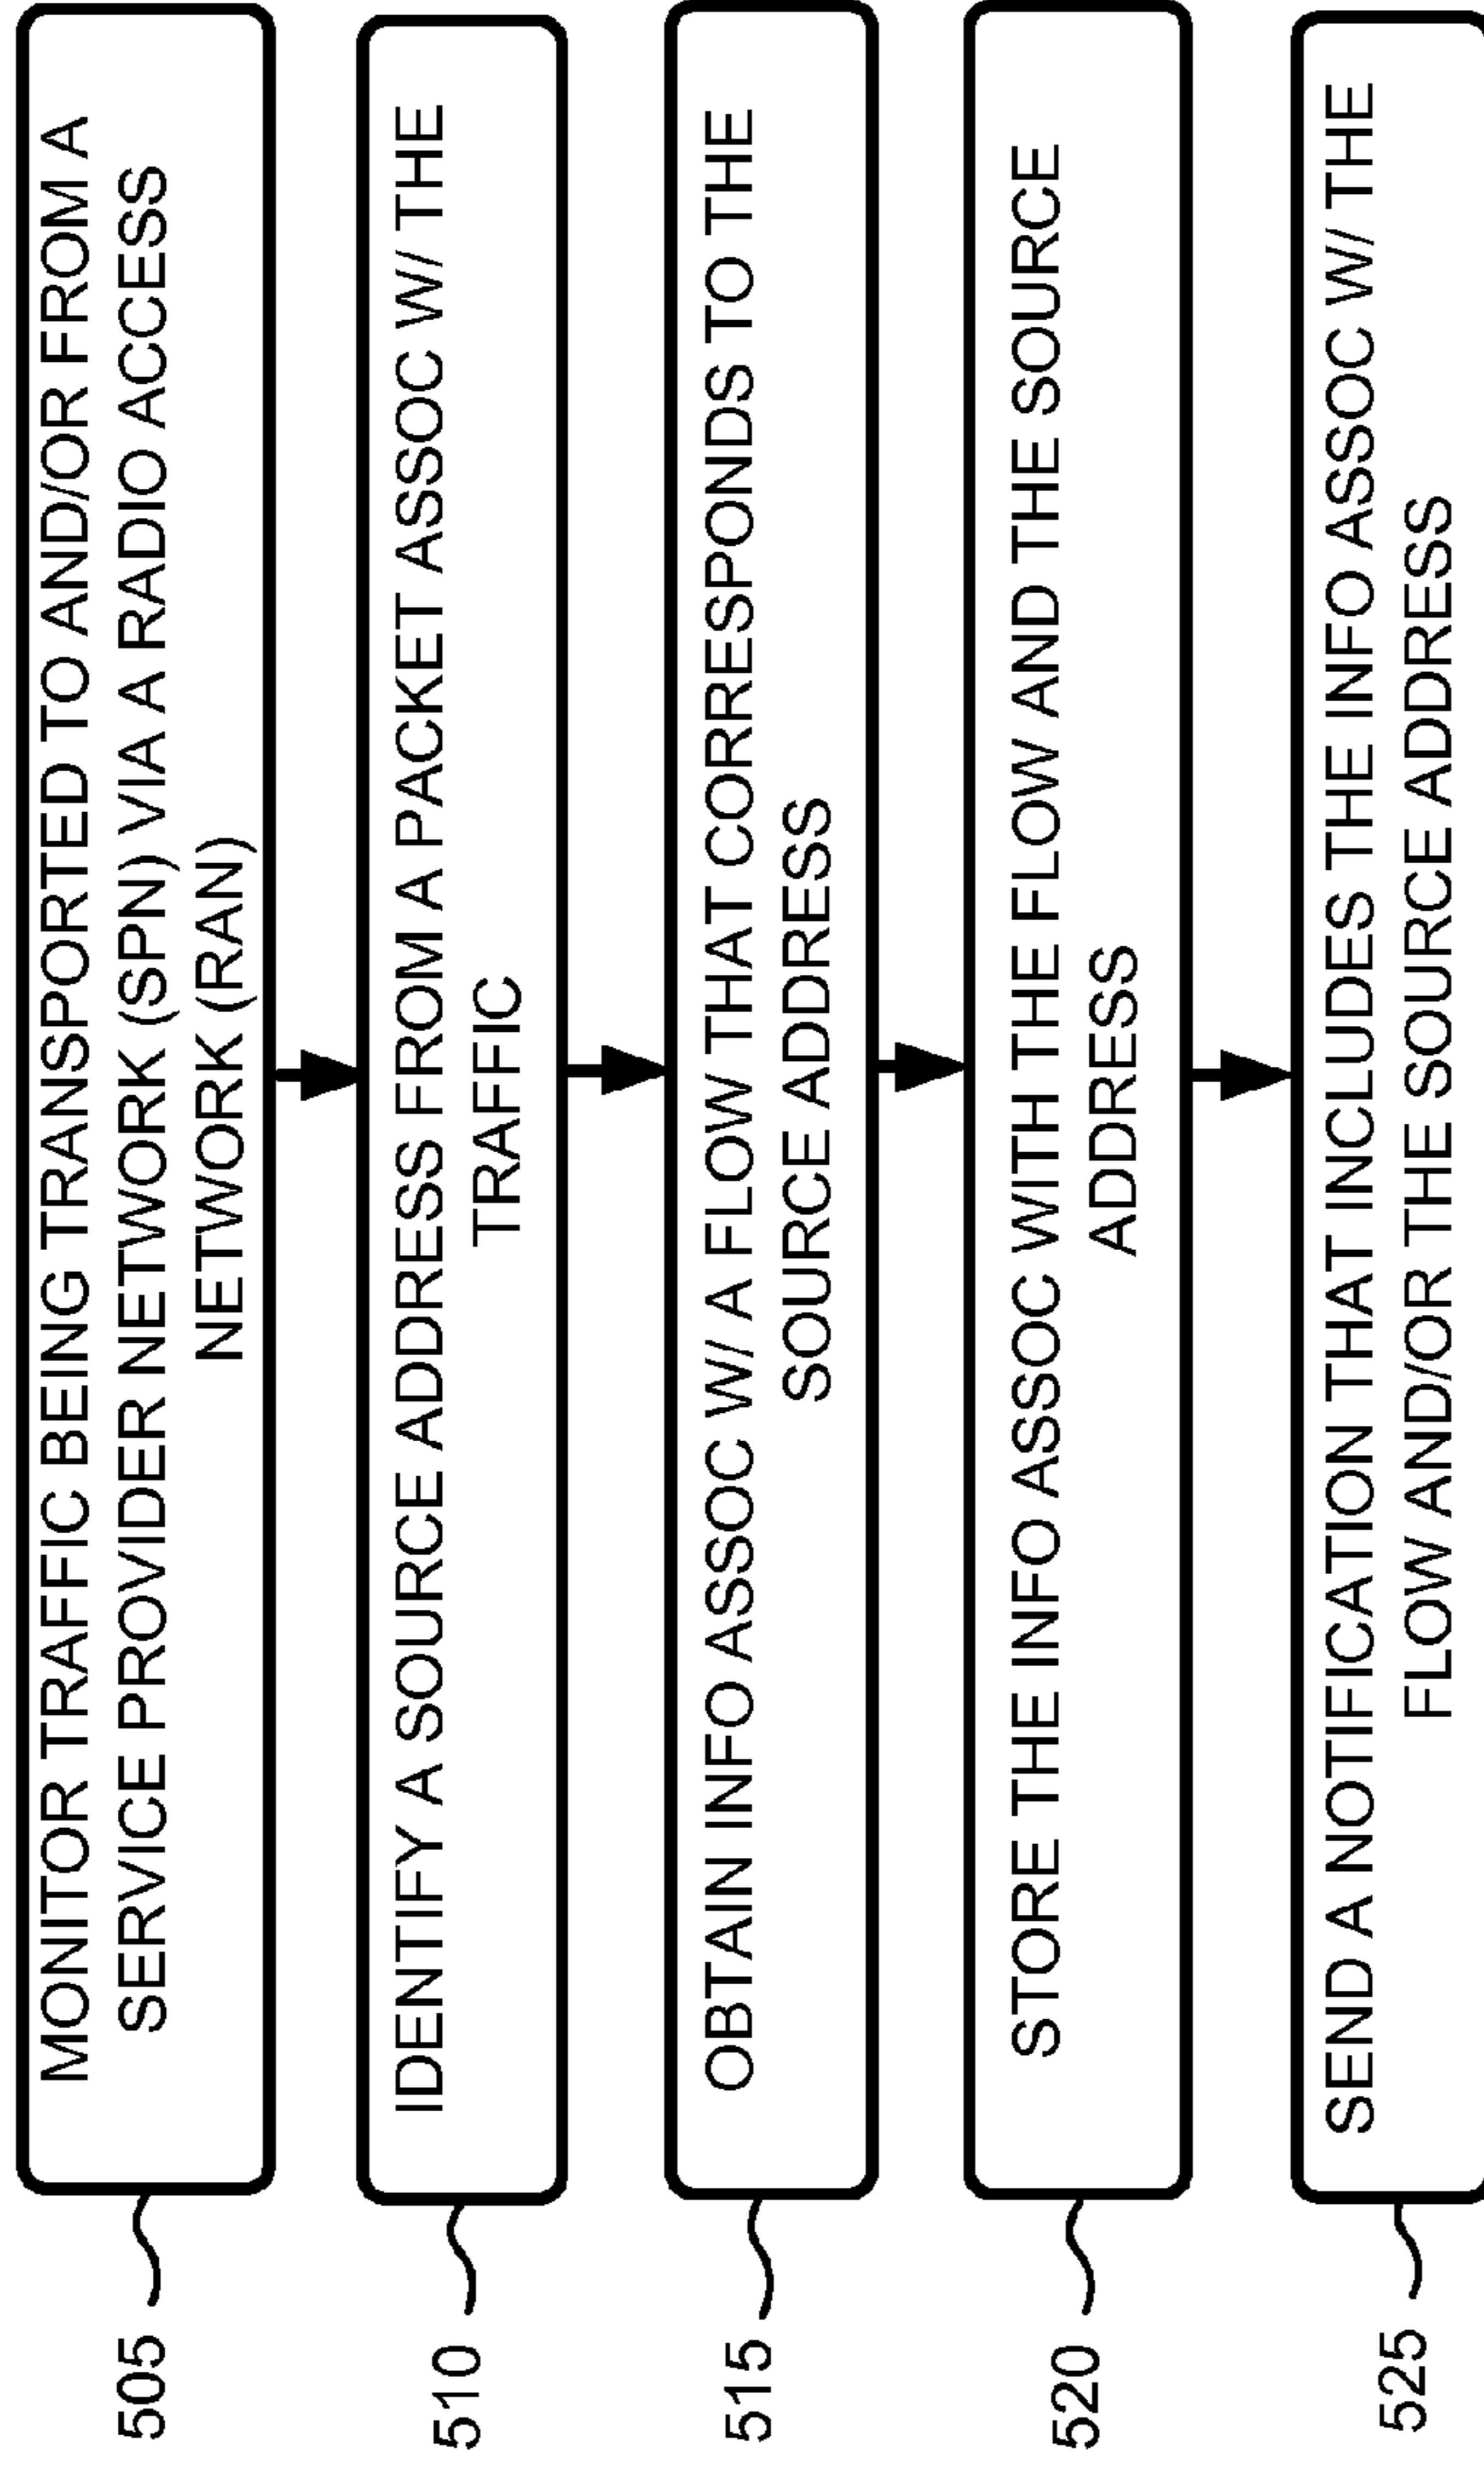 505
MONITOR TRAFFIC BEING TRANSPORTED TO AND/OR FROM A
SERVICE PROVIDER NETWORK (SPN) VIA A RADIO ACCESS
NETWORK (RAN)
510
IDENTIFY A SOURCE ADDRESS FROM A PACKET ASSOC W/ THE
TRAFFIC
515
OBTAIN INFO ASSOC W/ A FLOW THAT CORRESPONDS TO THE
SOURCE ADDRESS
520
STORE THE INFO ASSOC WITH THE FLOW AND THE SOURCE
ADDRESS
525
SEND A NOTIFICATION THAT INCLUDES THE INFO ASSOC W/ THE
FLOW AND/OR THE SOURCE ADDRESS